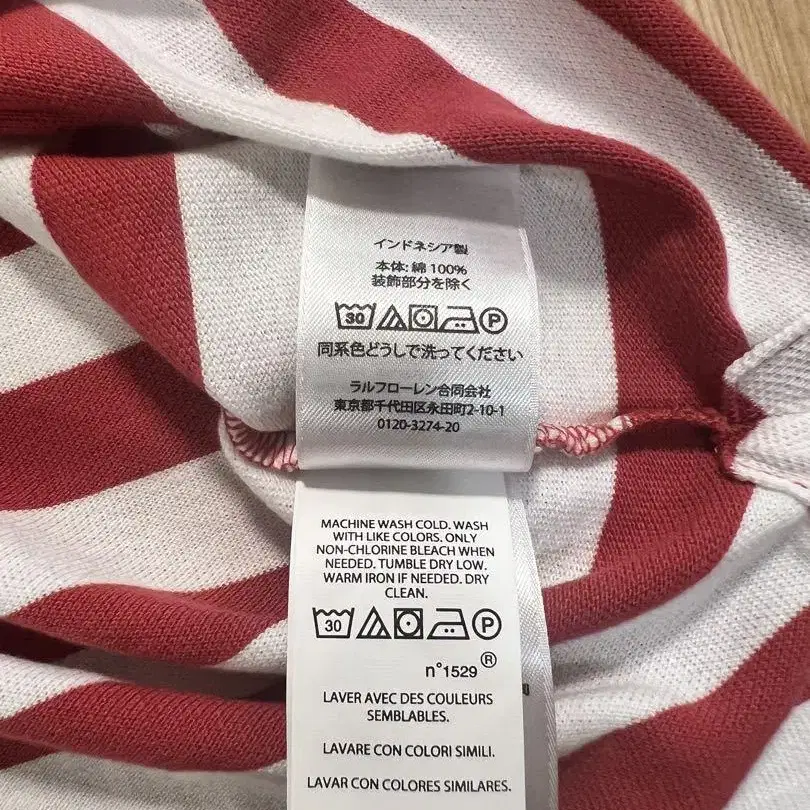 インドネシア製
本体: 綿 100%
装飾部分を除く
30 P
同系色どうしで洗ってください
ラルフローレン合同会社
東京都千代田区永田町2-10-1
0120-3274-20
MACHINE WASH COLD. WASH
WITH LIKE COLORS. ONLY
NON-CHLORINE BLEACH WHEN
NEEDED. TUMBLE DRY LOW.
WARM IRON IF NEEDED. DRY
CLEAN.
30 P
n°1529 ®
LAVER AVEC DES COULEURS
SEMBLABLES.
LAVARE CON COLORI SIMILI.
LAVAR CON COLORES SIMILARES.